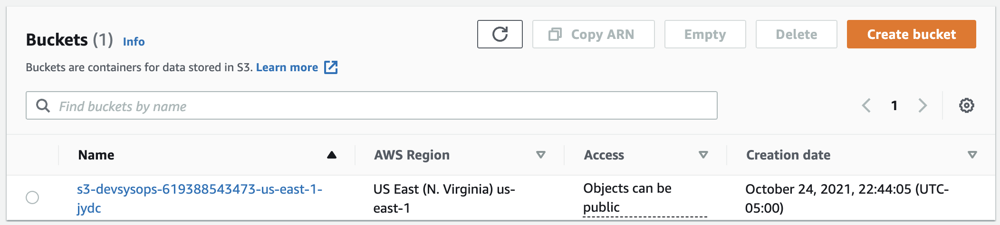 Buckets (1) Info
Copy ARN
Empty
Delete
Create bucket
Buckets are containers for data stored in S3. Learn more
Find buckets by name
1
Name
AWS Region
Access
Creation date
s3-devsysops-619388543473-us-east-1-
jydc
US East (N. Virginia) us-
east-1
Objects can be
public
October 24, 2021, 22:44:05 (UTC-
05:00)